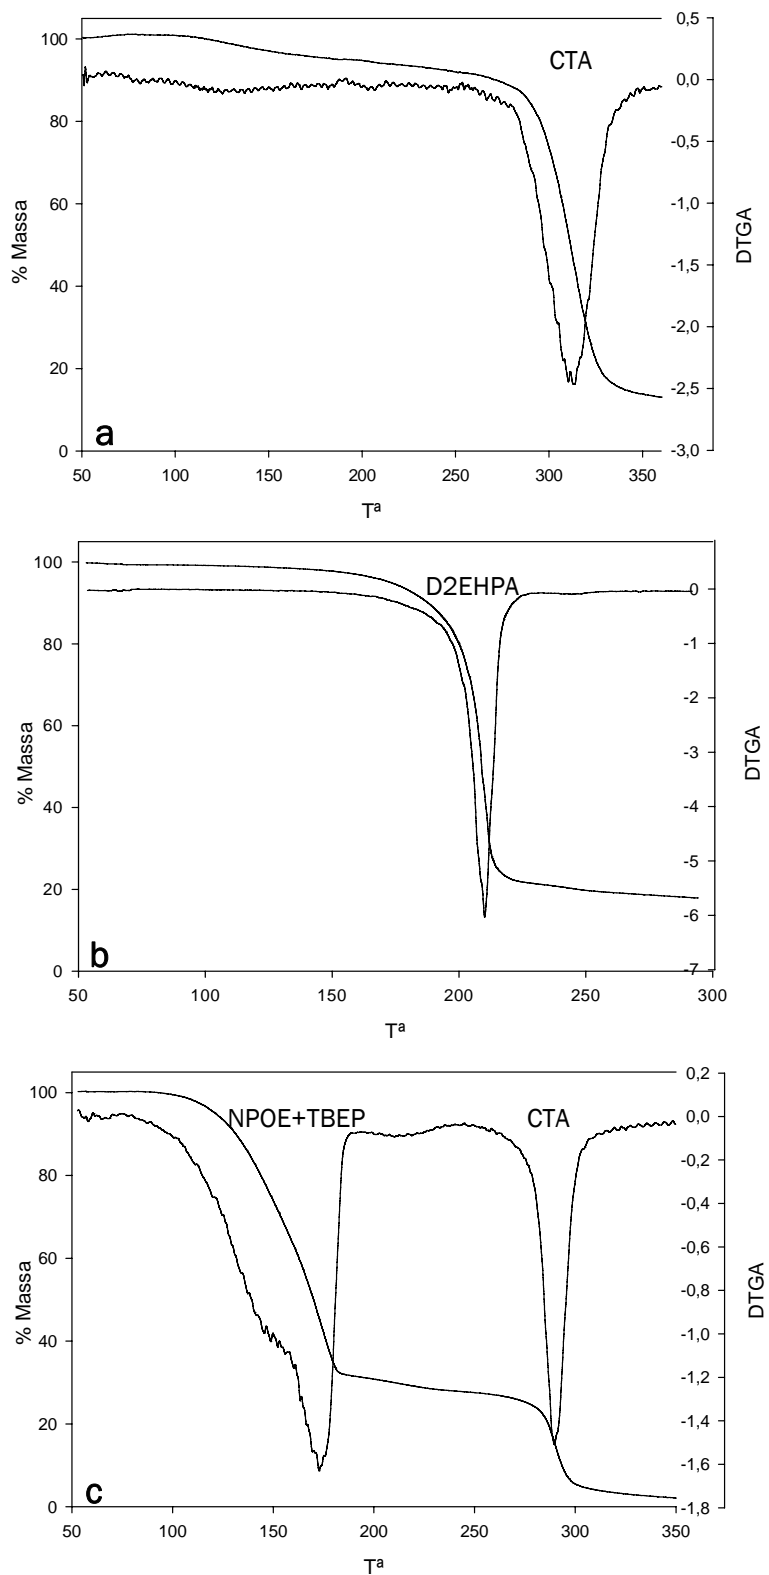 100
80
60
40
20
0
% Massa
CTA
0,5
0,0
-0,5
-1,0
-1,5
-2,0
-2,5
-3,0
DTGA
a
50 100 150 200 250 300 350
Tª
100
80
60
40
20
0
% Massa
D2EHPA
0
-1
-2
-3
-4
-5
-6
-7
DTGA
b
50 100 150 200 250 300
Tª
100
80
60
40
20
0
% Massa
NPOE+TBEP CTA
0,2
0,0
-0,2
-0,4
-0,6
-0,8
-1,0
-1,2
-1,4
-1,6
-1,8
DTGA
c
50 100 150 200 250 300 350
Tª